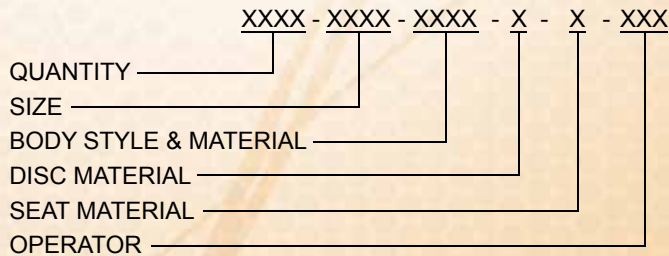 XXXX - XXXX - XXXX - X - X - XXX
QUANTITY
SIZE
BODY STYLE & MATERIAL
DISC MATERIAL
SEAT MATERIAL
OPERATOR